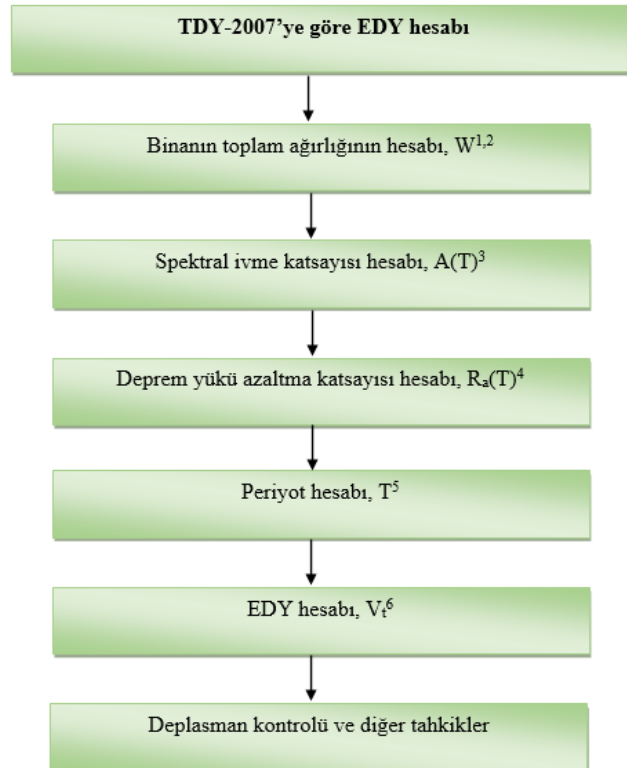 TDY-2007'ye göre EDY hesabı
Binanın toplam ağırlığının hesabı, W1,2
Spektral ivme katsayısı hesabı, A(T)3
Deprem yükü azaltma katsayısı hesabı, Ra(T)4
Periyot hesabı, T5
EDY hesabı, Vt6
Deplasman kontrolü ve diğer tahkikler